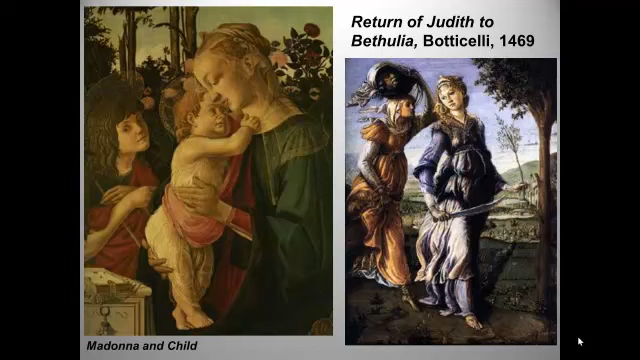 Return of Judith to
Bethulia, Botticelli, 1469
Madonna and Child